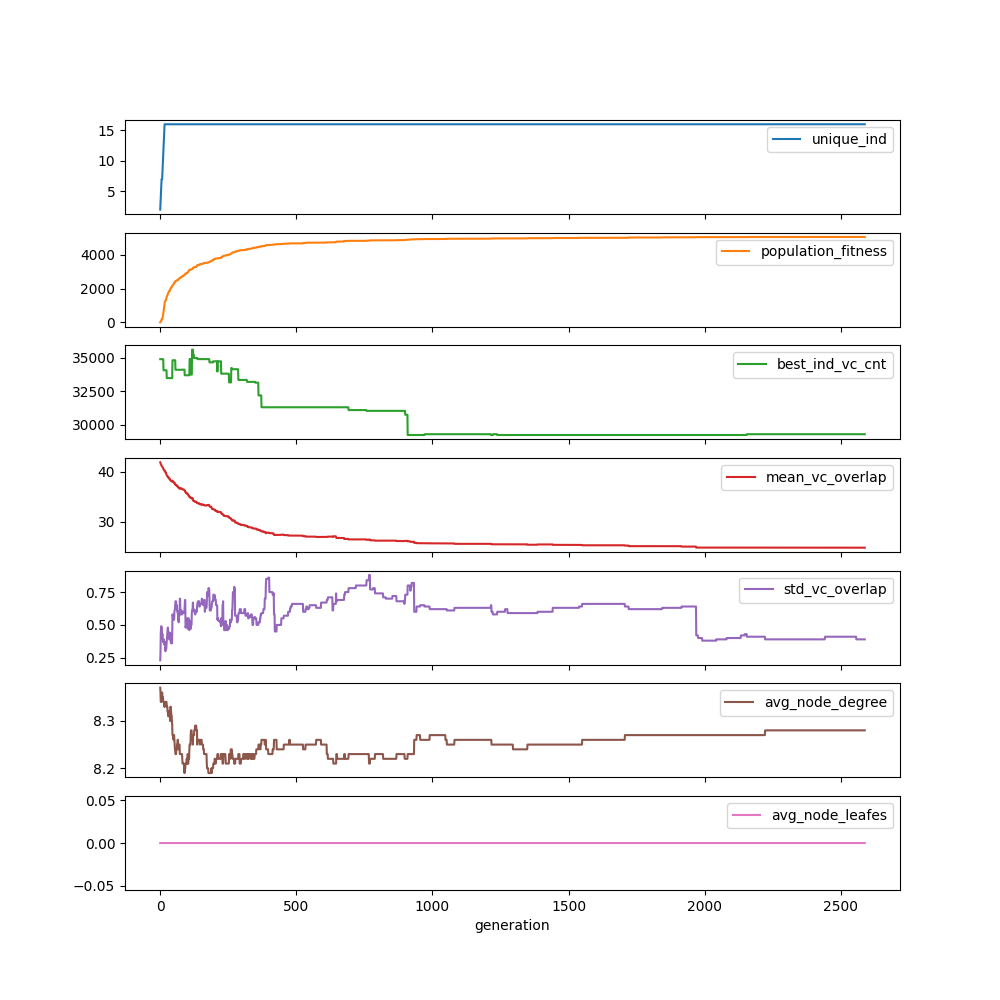 15
10
5
unique_ind
4000
2000
0
population_fitness
35000
32500
30000
best_ind_vc_cnt
40
30
mean_vc_overlap
0.75
0.50
0.25
std_vc_overlap
8.3
8.2
avg_node_degree
0.05
0.00
−0.05
avg_node_leafes
0 500 1000 1500 2000 2500
generation